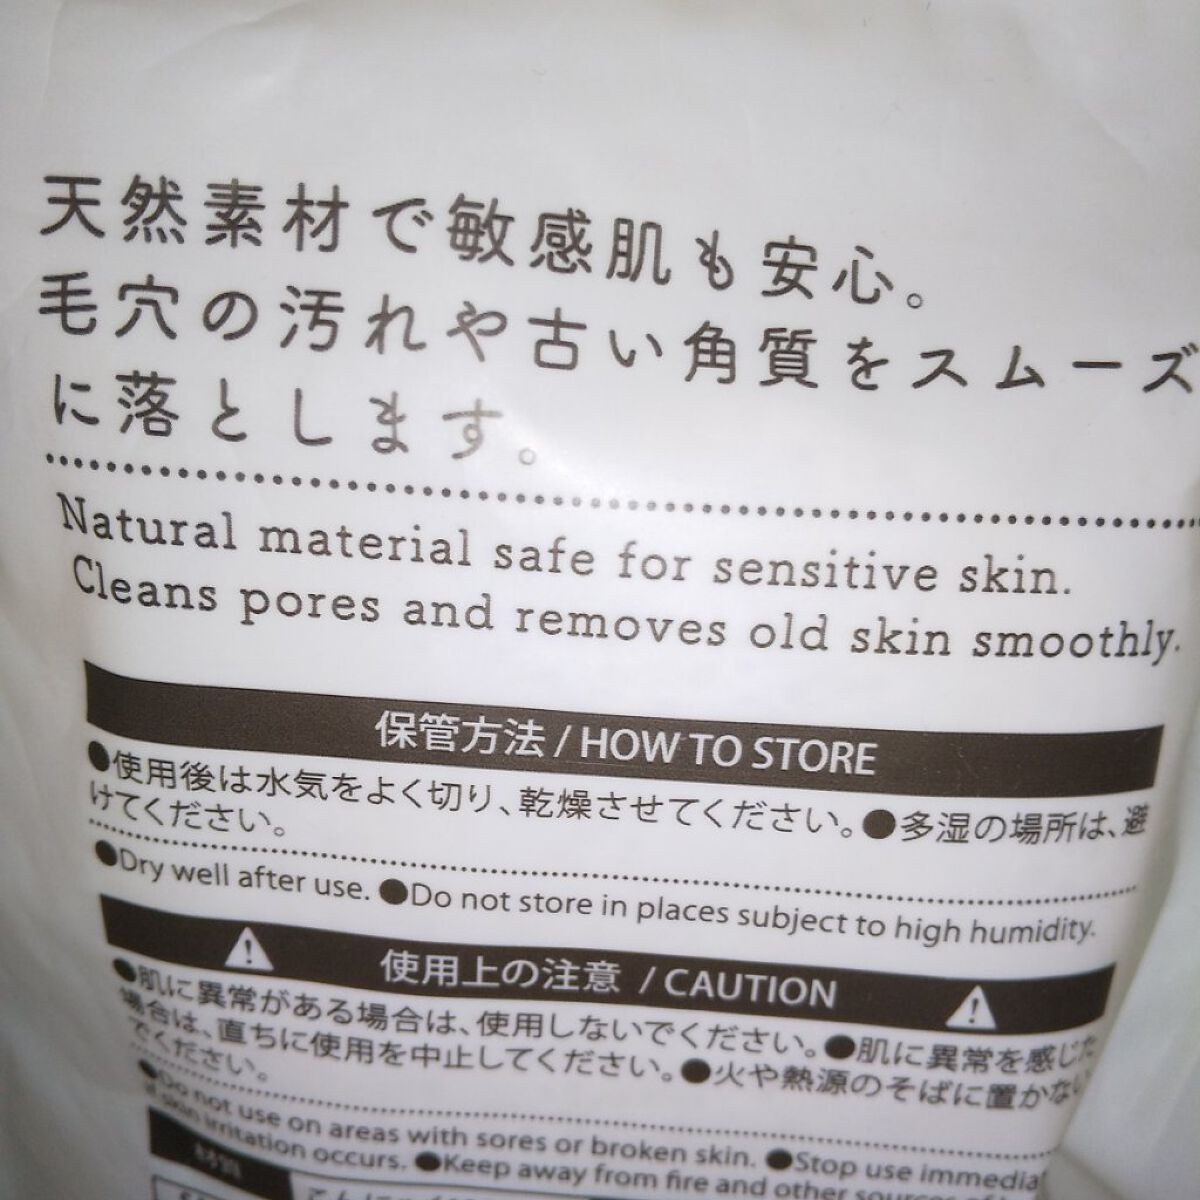 天然素材で敏感肌も安心。
毛穴の汚れや古い角質をスムーズ
に落とします。
Natural material safe for sensitive skin.
Cleans pores and removes old skin smoothly.
保管方法 / HOW TO STORE
●使用後は水気をよく切り、乾燥させてください。●多湿の場所は、避
けてください。
●Dry well after use. ●Do not store in places subject to high humidity.
使用上の注意 / CAUTION
●肌に異常がある場合は、使用しないでください。●肌に異常を感じた
場合は、直ちに使用を中止してください。●火や熱源のそばに置かない
でください。
●Do not use on areas with sores or broken skin. ●Stop use immedia
if skin irritation occurs. ●Keep away from fire and other sources of
材質